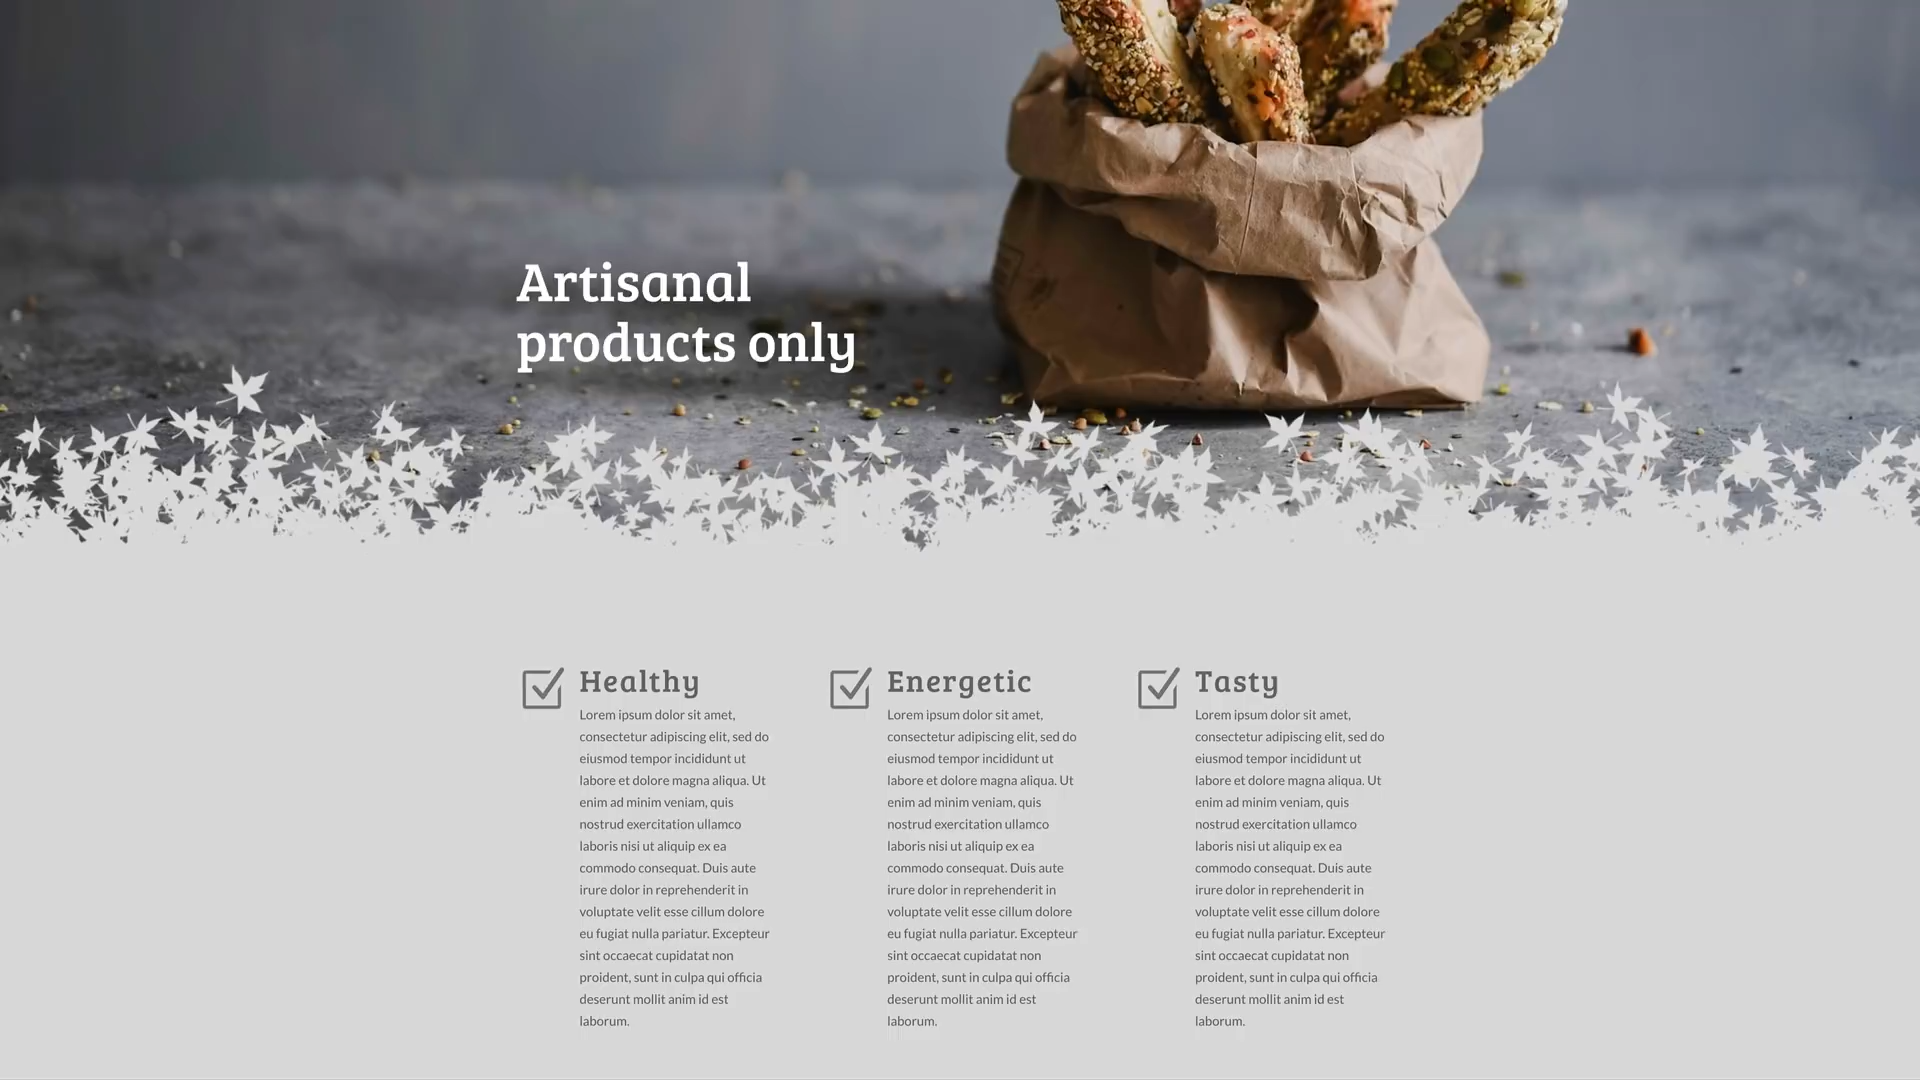 Artisanal
products only
Healthy
Lorem ipsum dolor sit amet,
consectetur adipiscing elit, sed do
eiusmod tempor incididunt ut
labore et dolore magna aliqua. Ut
enim ad minim veniam, quis
nostrud exercitation ullamco
laboris nisi ut aliquip ex ea
commodo consequat. Duis aute
irure dolor in reprehenderit in
voluptate velit esse cillum dolore
eu fugiat nulla pariatur. Excepteur
sint occaecat cupidatat non
proident, sunt in culpa qui officia
deserunt mollit anim id est
laborum.
Energetic
Lorem ipsum dolor sit amet,
consectetur adipiscing elit, sed do
eiusmod tempor incididunt ut
labore et dolore magna aliqua. Ut
enim ad minim veniam, quis
nostrud exercitation ullamco
laboris nisi ut aliquip ex ea
commodo consequat. Duis aute
irure dolor in reprehenderit in
voluptate velit esse cillum dolore
eu fugiat nulla pariatur. Excepteur
sint occaecat cupidatat non
proident, sunt in culpa qui officia
deserunt mollit anim id est
laborum.
Tasty
Lorem ipsum dolor sit amet,
consectetur adipiscing elit, sed do
eiusmod tempor incididunt ut
labore et dolore magna aliqua. Ut
enim ad minim veniam, quis
nostrud exercitation ullamco
laboris nisi ut aliquip ex ea
commodo consequat. Duis aute
irure dolor in reprehenderit in
voluptate velit esse cillum dolore
eu fugiat nulla pariatur. Excepteur
sint occaecat cupidatat non
proident, sunt in culpa qui officia
deserunt mollit anim id est
laborum.